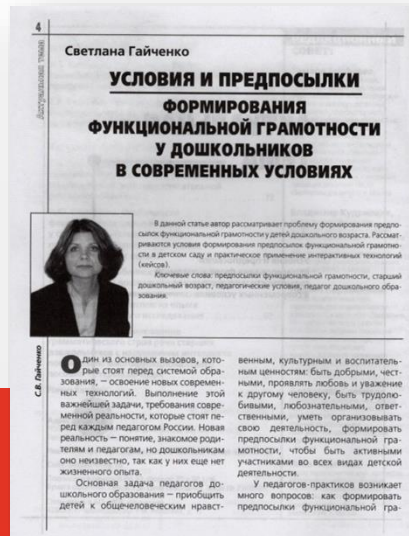 4
Актуальная тема
Светлана Гайченко
УСЛОВИЯ И ПРЕДПОСЫЛКИ
ФОРМИРОВАНИЯ
ФУНКЦИОНАЛЬНОЙ ГРАМОТНОСТИ
У ДОШКОЛЬНИКОВ
В СОВРЕМЕННЫХ УСЛОВИЯХ
В данной статье автор рассматривает проблему формирования предпо-
сылок функциональной грамотности у детей дошкольного возраста. Рассмат-
риваются условия формирования предпосылок функциональной грамотно-
сти в детском саду и практическое применение интерактивных технологий
(кейсов).
Ключевые слова: предпосылки функциональной грамотности, старший
дошкольный возраст, педагогические условия, педагог дошкольного обра-
зования.
С.В. Гайченко
Один из основных вызовов, кото-
рые стоят перед системой обра-
зования, – освоение новых современ-
ных технологий. Выполнение этой
важнейшей задачи, требования совре-
менной реальности, которые стоят пе-
ред каждым педагогом России. Новая
реальность – понятие, знакомое роди-
телям и педагогам, но дошкольникам
оно неизвестно, так как у них еще нет
жизненного опыта.
Основная задача педагогов до-
школьного образования – приобщить
детей к общечеловеческим нравст-
венным, культурным и воспитатель-
ным ценностям: быть добрыми, чест-
ными, проявлять любовь и уважение
к другому человеку, быть трудолю-
бивыми, любознательными, ответ-
ственными, уметь организовывать
свою деятельность, формировать
предпосылки функциональной гра-
мотности, чтобы быть активными
участниками во всех видах детской
деятельности.
У педагогов-практиков возникает
много вопросов: как формировать
предпосылки функциональной гра-